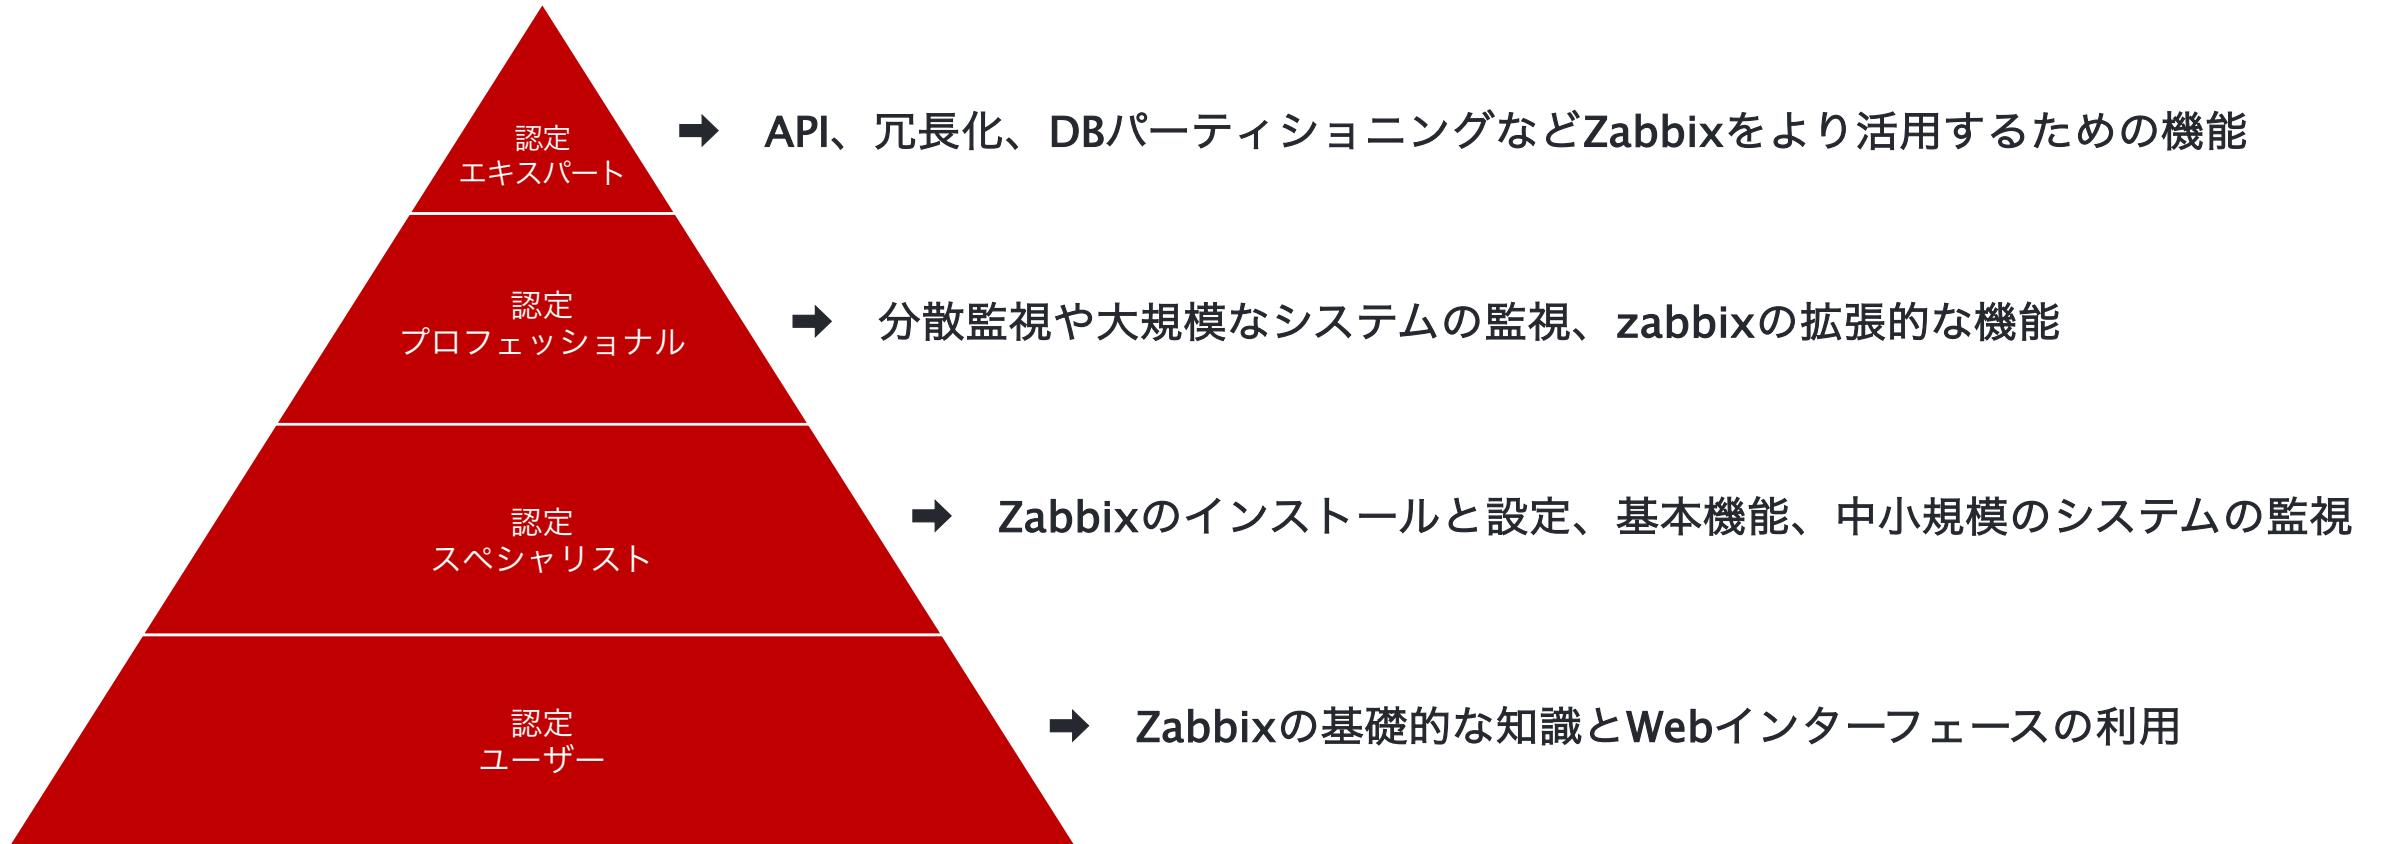 認定
エキスパート
API、冗長化、DBパーティショニングなどZabbixをより活用するための機能
認定
プロフェッショナル
分散監視や大規模なシステムの監視、zabbixの拡張的な機能
認定
スペシャリスト
Zabbixのインストールと設定、基本機能、中小規模のシステムの監視
認定
ユーザー
Zabbixの基礎的な知識とWebインターフェースの利用